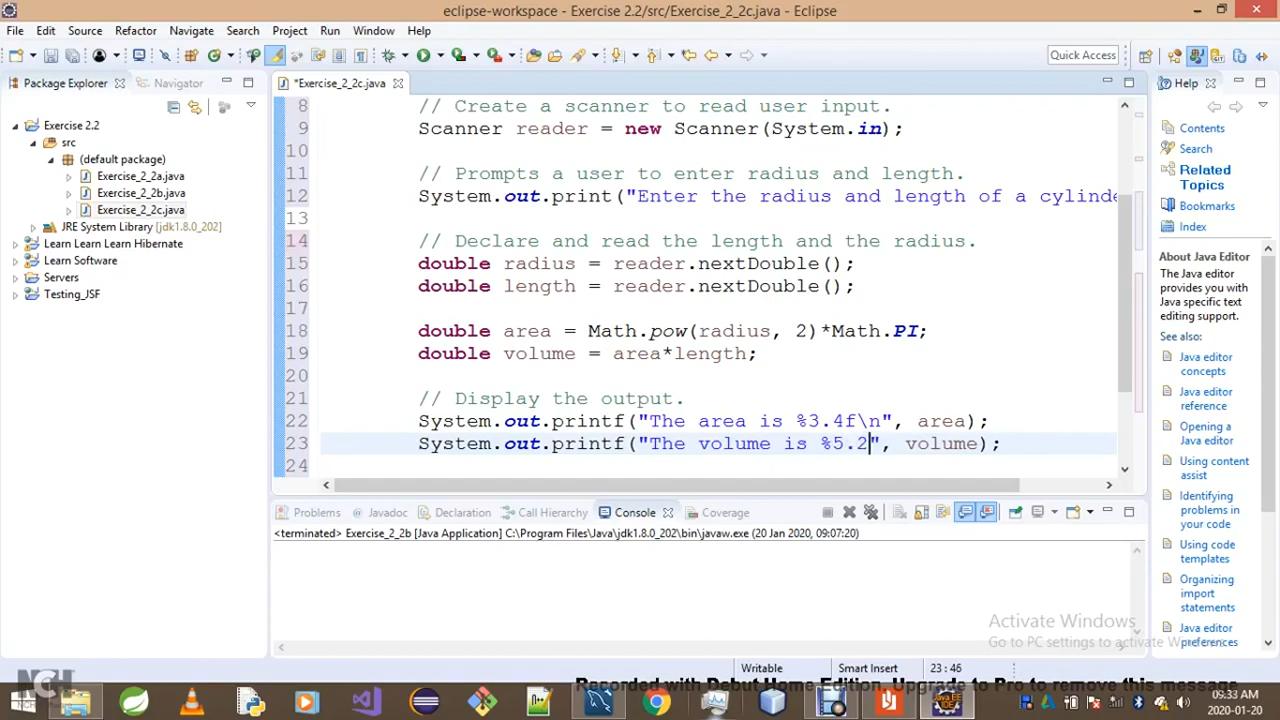 eclipse-workspace - Exercise 2.2/src/Exercise_2_2c.java - Eclipse
File Edit Source Refactor Navigate Search Project Run Window Help
Quick Access
Package Explorer Navigator
*Exercise_2_2c.java
Help
Exercise 2.2
src
(default package)
Exercise_2_2a.java
Exercise_2_2b.java
Exercise_2_2c.java
JRE System Library [jdk1.8.0_202]
Learn Learn Learn Hibernate
Learn Software
Servers
Testing_JSF
8 // Create a scanner to read user input.
9 Scanner reader = new Scanner(System.in);
10
11 // Prompts a user to enter radius and length.
12 System.out.print("Enter the radius and length of a cylinde
13
14 // Declare and read the length and the radius.
15 double radius = reader.nextDouble();
16 double length = reader.nextDouble();
17
18 double area = Math.pow(radius, 2)*Math.PI;
19 double volume = area*length;
20
21 // Display the output.
22 System.out.printf("The area is %3.4f\n", area);
23 System.out.printf("The volume is %5.2", volume);
24
Contents
Search
Related
Topics
Bookmarks
Index
About Java Editor
The Java editor
provides you with
Java specific text
editing support.
See also:
Java editor
concepts
Java editor
reference
Opening a
Java editor
Using content
assist
Identifying
problems in
your code
Using code
templates
Organizing
import
statements
Java editor
preferences
Problems Javadoc Declaration Call Hierarchy Console Coverage
<terminated> Exercise_2_2b [Java Application] C:\Program Files\Java\jdk1.8.0_202\bin\javaw.exe (20 Jan 2020, 09:07:20)
Activate Windows
Go to PC settings to activate Windows.
Writable Smart Insert 23 : 46
NCH
Recorded with Debut Home Edition. Upgrade to Pro to remove this message
09:33 AM
2020-01-20